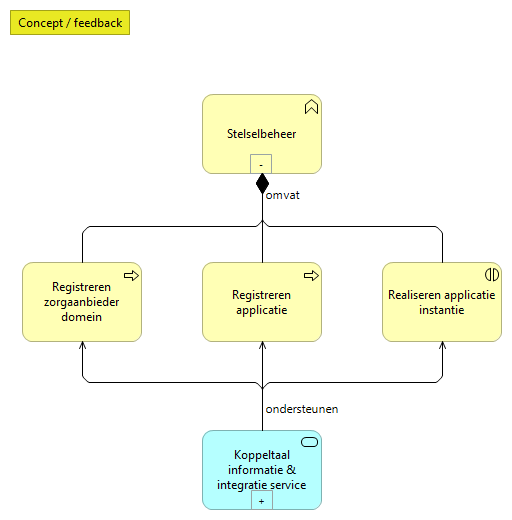 Concept / feedback
Stelselbeheer
-
omvat
Registreren
zorgaanbieder
domein
Registreren
applicatie
Realiseren applicatie
instantie
ondersteunen
Koppeltaal
informatie &
integratie service
+